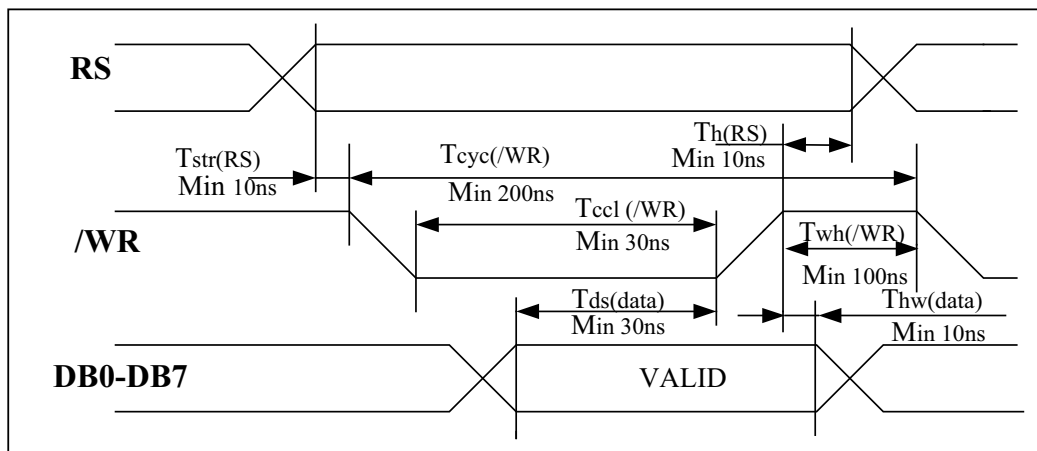 RS
Th(RS)
Min 10ns
Tstr(RS)
Min 10ns
Tcyc(/WR)
Min 200ns
/WR
Tccl (/WR)
Min 30ns
Twh(/WR)
Min 100ns
Tds(data)
Min 30ns
Thw(data)
Min 10ns
DB0-DB7
VALID